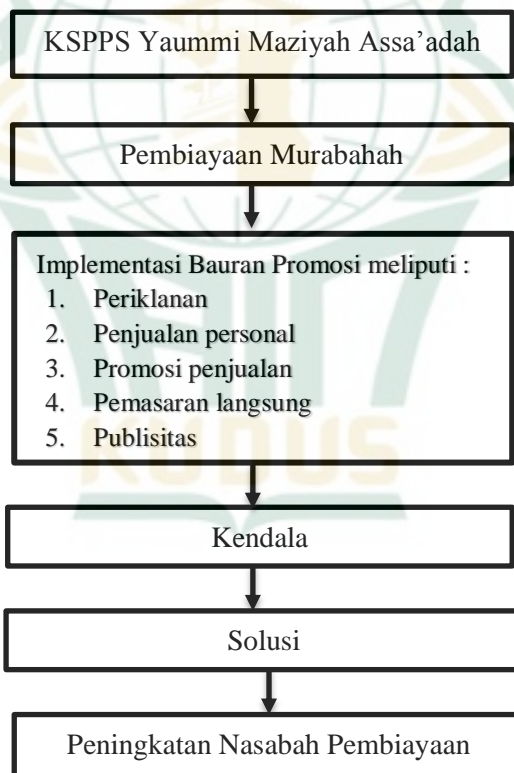 KSPPS Yaummi Maziyah Assa’adah
Pembiayaan Murabahah
Implementasi Bauran Promosi meliputi :
1. Periklanan
2. Penjualan personal
3. Promosi penjualan
4. Pemasaran langsung
5. Publisitas
KUDUS
Kendala
Solusi
Peningkatan Nasabah Pembiayaan